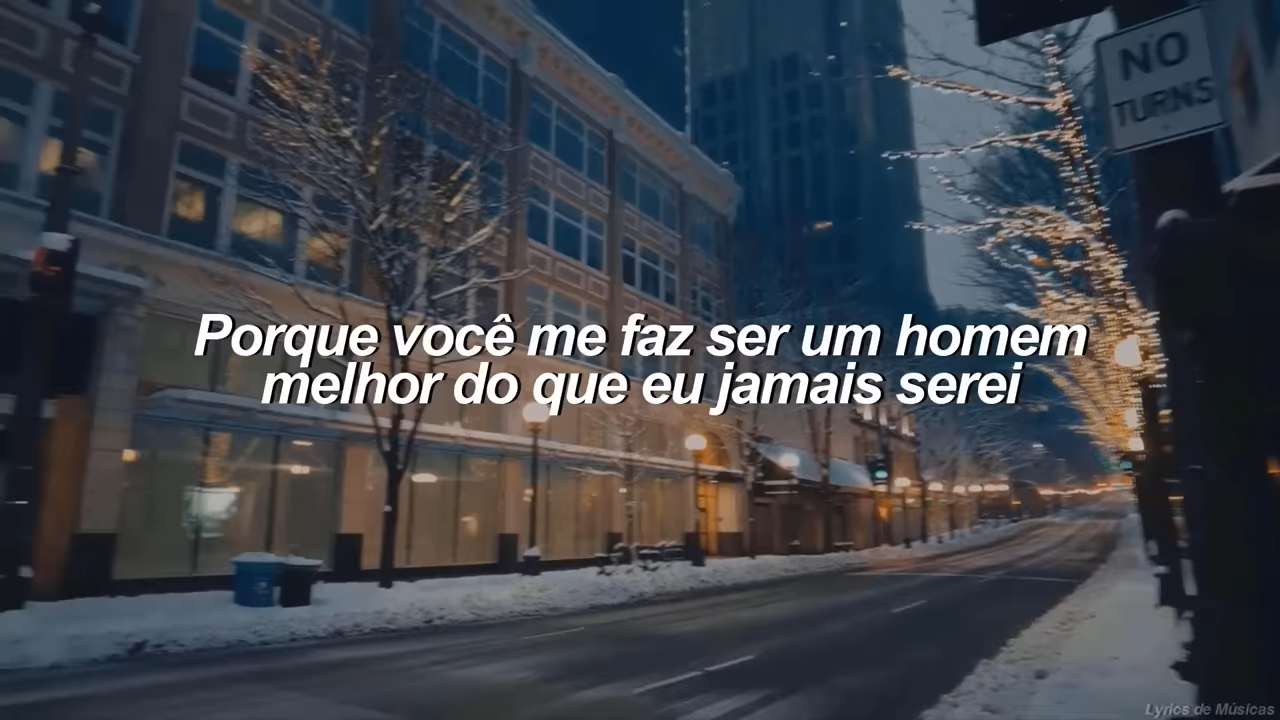 NO
TURNS
Porque você me faz ser um homem
melhor do que eu jamais serei
Lyrics de Músicas